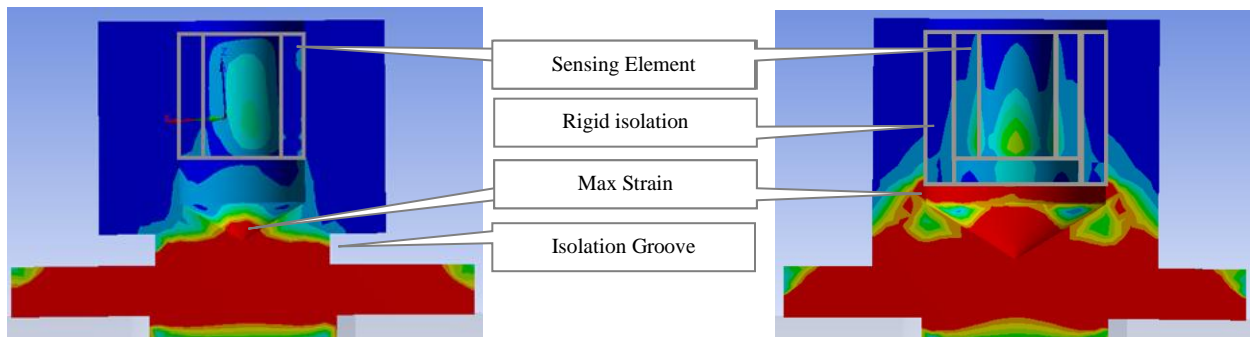 Sensing Element
Rigid isolation
Max Strain
Isolation Groove